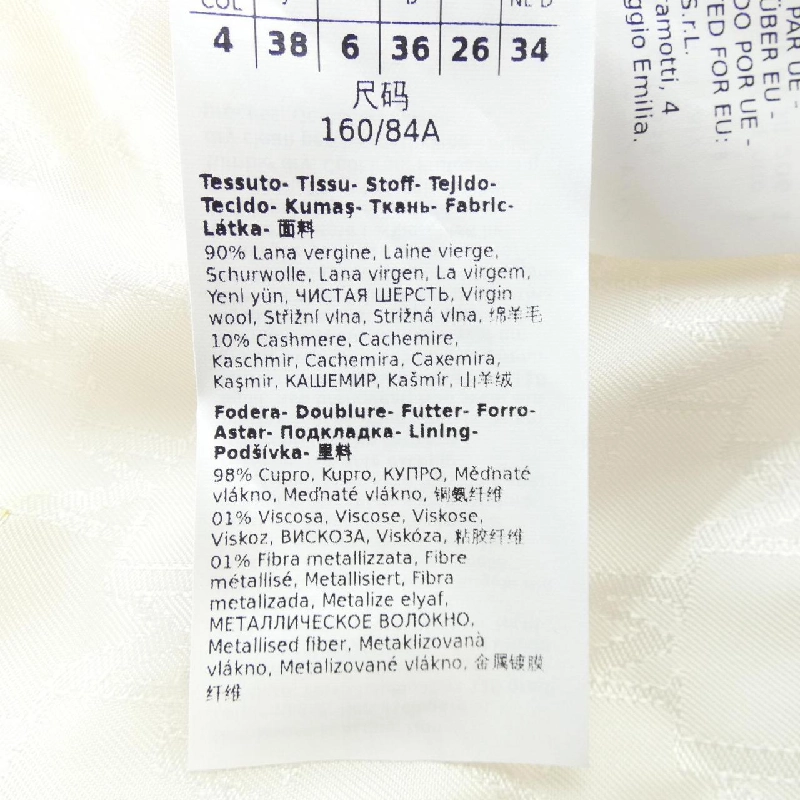 4 38 6 36 26 34
尺码
160/84A
Tessuto- Tissu- Stoff- Tejido-
Tecido- Kumaş- Ткань- Fabric-
Látka- 面料
90% Lana vergine, Laine vierge,
Schurwolle, Lana virgen, La virgem,
Yeni yün, ЧИСТАЯ ШЕРСТЬ, Virgin
wool, Střižní vlna, Strižná vlna, 绵羊毛
10% Cashmere, Cachemire,
Kaschmir, Cachemira, Caxemira,
Kaşmir, КАШЕМИР, Kašmír, 山羊绒
Fodera- Doublure- Futter- Forro-
Astar- Подкладка- Lining-
Podšívka- 里料
98% Cupro, Kupro, КУПРО, Měďnaté
vlákno, Meďnaté vlákno, 铜氨纤维
01% Viscosa, Viscose, Viskose,
Viskoz, ВИСКОЗА, Viskóza, 粘胶纤维
01% Fibra metallizzata, Fibre
métallisé, Metallisiert, Fibra
metalizada, Metalize elyaf,
МЕТАЛЛИЧЕСКОЕ ВОЛОКНО,
Metallised fiber, Metaklizovaná
vlákno, Metalizované vlákno, 金属镀膜
纤维
PAR UE -
ÜBER EU -
DO POR UE -
TED FOR EU:
S.r.L.
ramotti, 4
ggio Emilia.